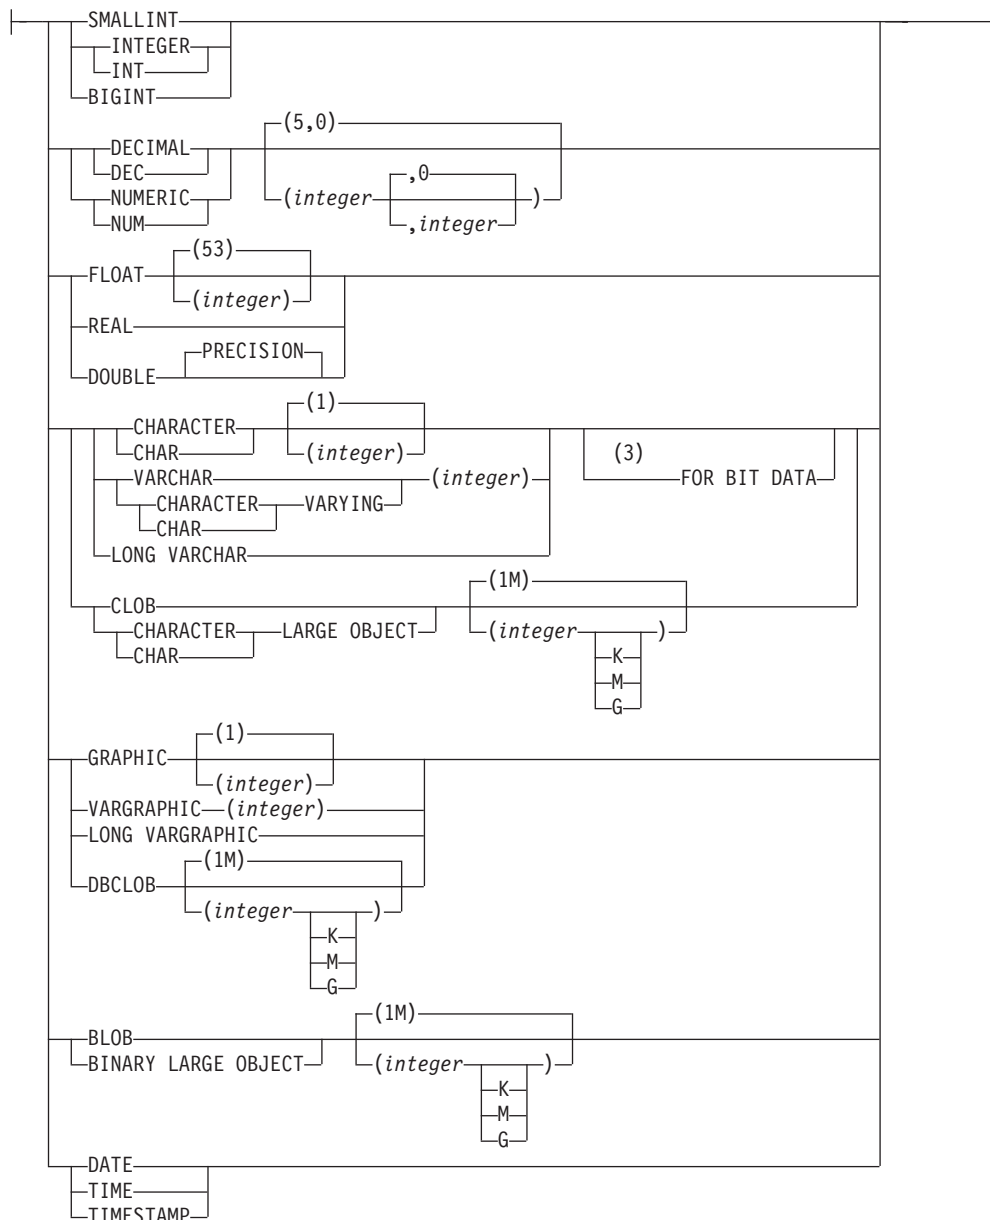 SMALLINT
INTEGER
INT
BIGINT
(5,0)
DECIMAL
DEC
,0
NUMERIC
(integer )
NUM
,integer
(53)
FLOAT
(integer)
REAL
PRECISION
DOUBLE
(1)
CHARACTER
CHAR
(integer)
(3)
VARCHAR (integer) FOR BIT DATA
CHARACTER VARYING
CHAR
LONG VARCHAR
(1M)
CLOB
CHARACTER LARGE OBJECT (integer )
CHAR
K
M
G
(1)
GRAPHIC
(integer)
VARGRAPHIC (integer)
LONG VARGRAPHIC
(1M)
DBCLOB
(integer )
K
M
G
(1M)
BLOB
BINARY LARGE OBJECT (integer )
K
M
G
DATE
TIME
TIMESTAMP